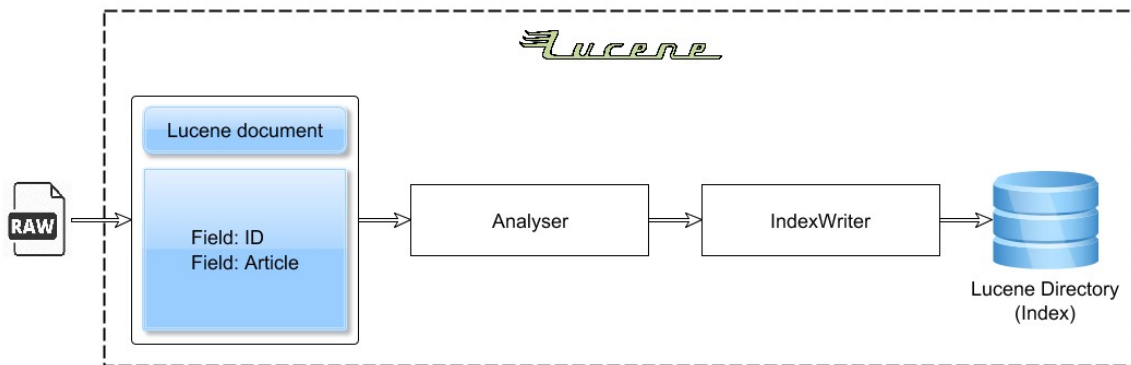 Lucene
Lucene document
RAW
Field: ID
Field: Article
Analyser
IndexWriter
Lucene Directory
(Index)